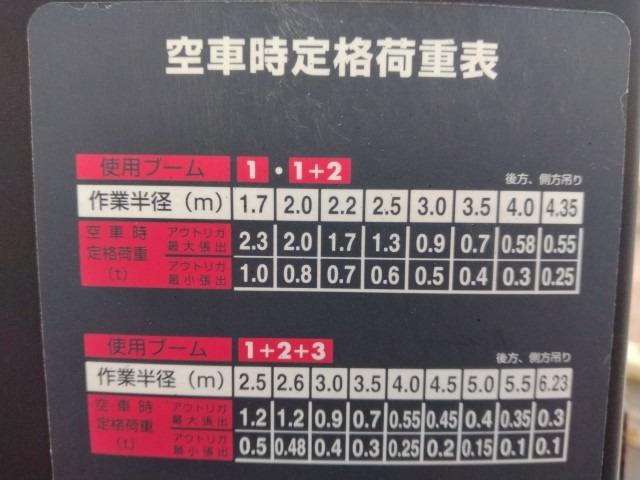 空車時定格荷重表
使用ブーム 1・1+2 後方、側方吊り
作業半径(m) 1.7 2.0 2.2 2.5 3.0 3.5 4.0 4.35
空車時定格荷重(t) アウトリガ最大張出 2.3 2.0 1.7 1.3 0.9 0.7 0.58 0.55
アウトリガ最小張出 1.0 0.8 0.7 0.6 0.5 0.4 0.3 0.25
使用ブーム 1+2+3 後方、側方吊り
作業半径(m) 2.5 2.6 3.0 3.5 4.0 4.5 5.0 5.5 6.23
空車時定格荷重(t) アウトリガ最大張出 1.2 1.2 0.9 0.7 0.55 0.45 0.4 0.35 0.3
アウトリガ最小張出 0.5 0.48 0.4 0.3 0.25 0.2 0.15 0.1 0.1